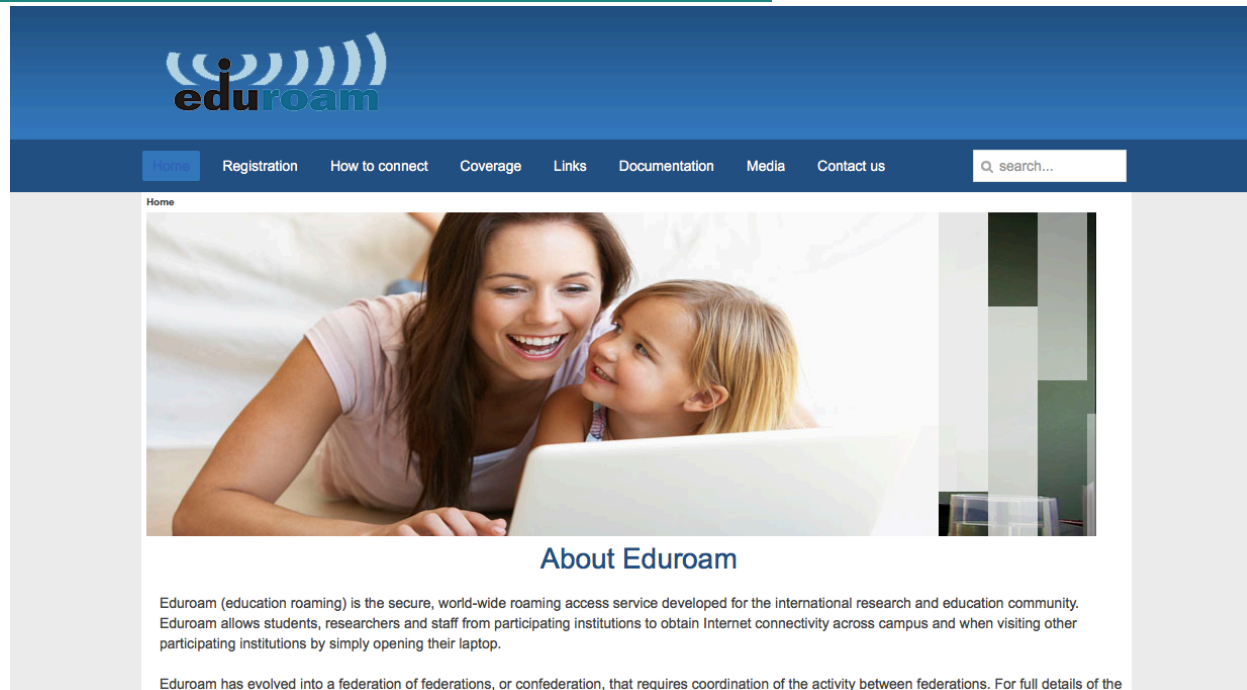 eduroam
Home
Registration
How to connect
Coverage
Links
Documentation
Media
Contact us
search...
Home
About Eduroam
Eduroam (education roaming) is the secure, world-wide roaming access service developed for the international research and education community.
Eduroam allows students, researchers and staff from participating institutions to obtain Internet connectivity across campus and when visiting other
participating institutions by simply opening their laptop.
Eduroam has evolved into a federation of federations, or confederation, that requires coordination of the activity between federations. For full details of the